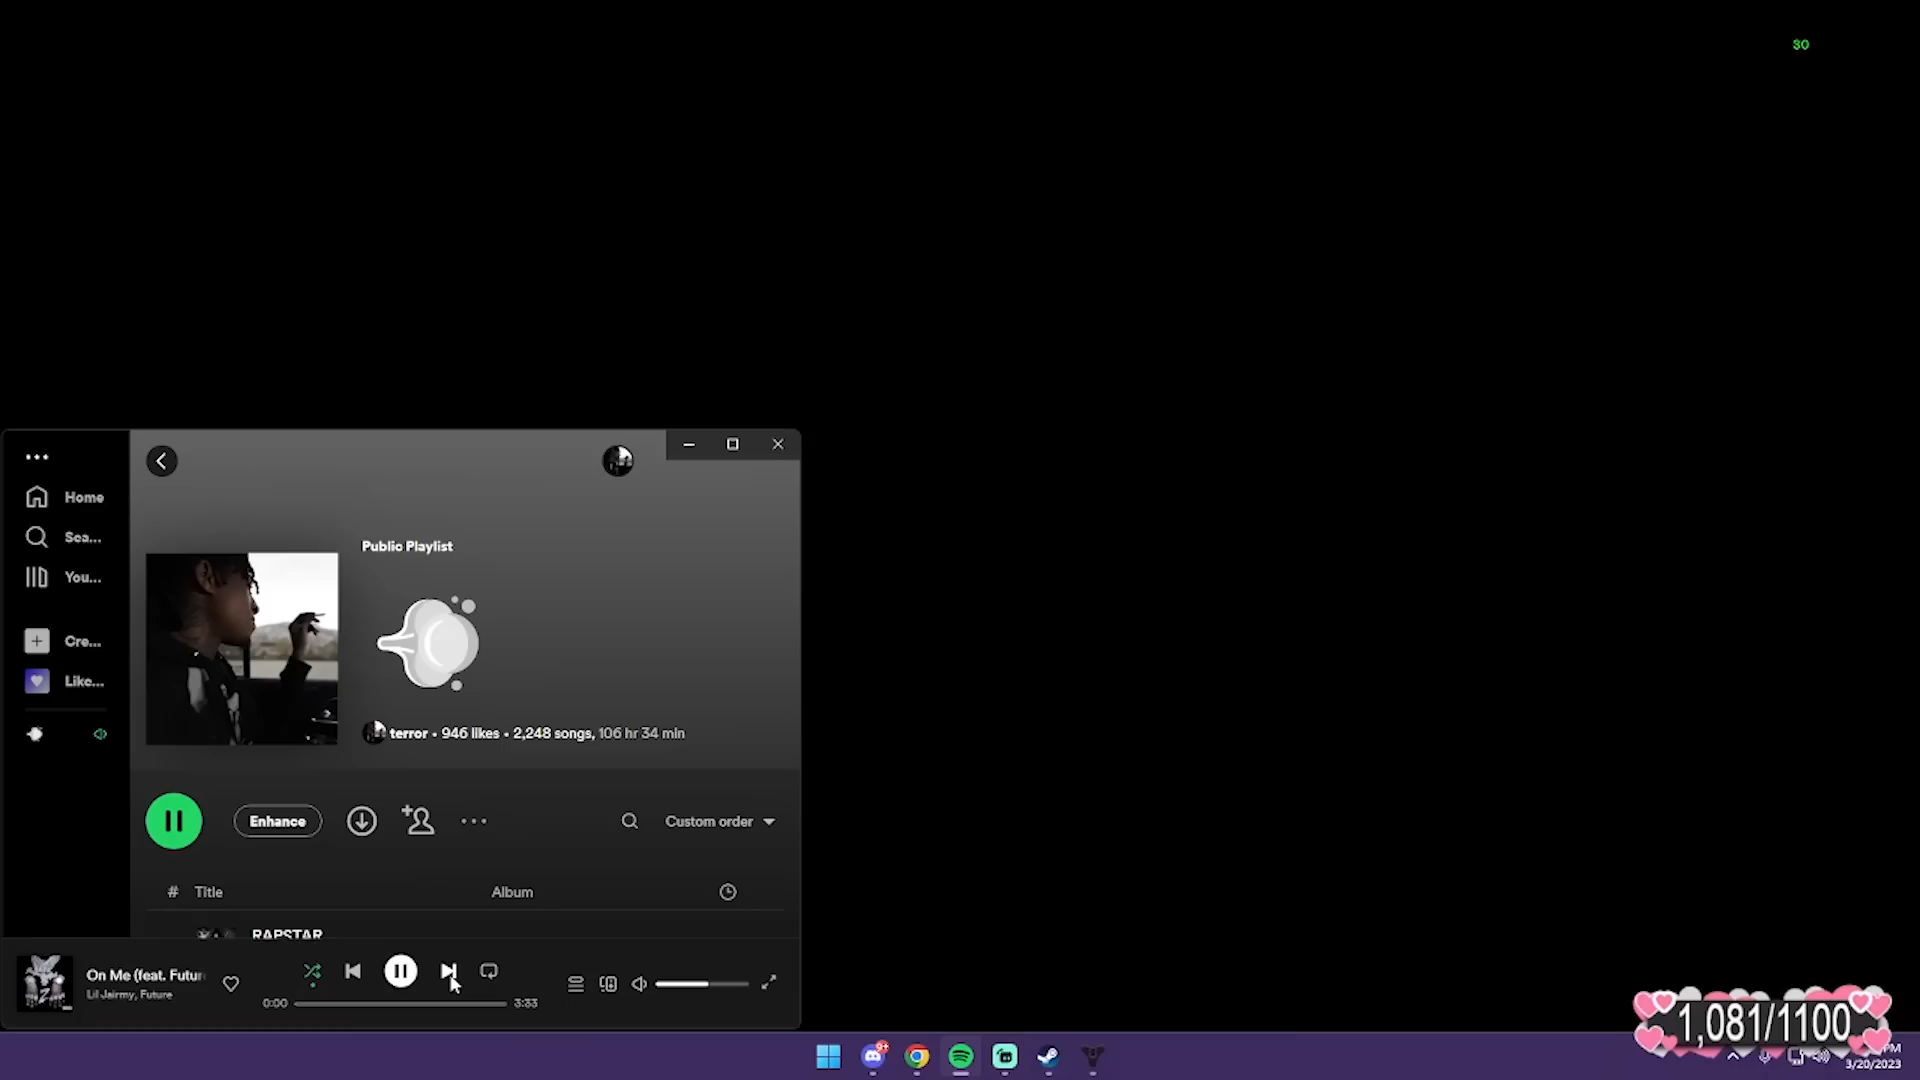 30
Home
Sea...
You...
Cre...
Like...
Public Playlist
terror • 946 likes • 2,248 songs, 106 hr 34 min
Enhance
Custom order
# Title Album
RAPSTAR
On Me (feat. Futur
Lil Jairmy, Future
0:00 3:33
9+
1,081/1100
PM
3/20/2023